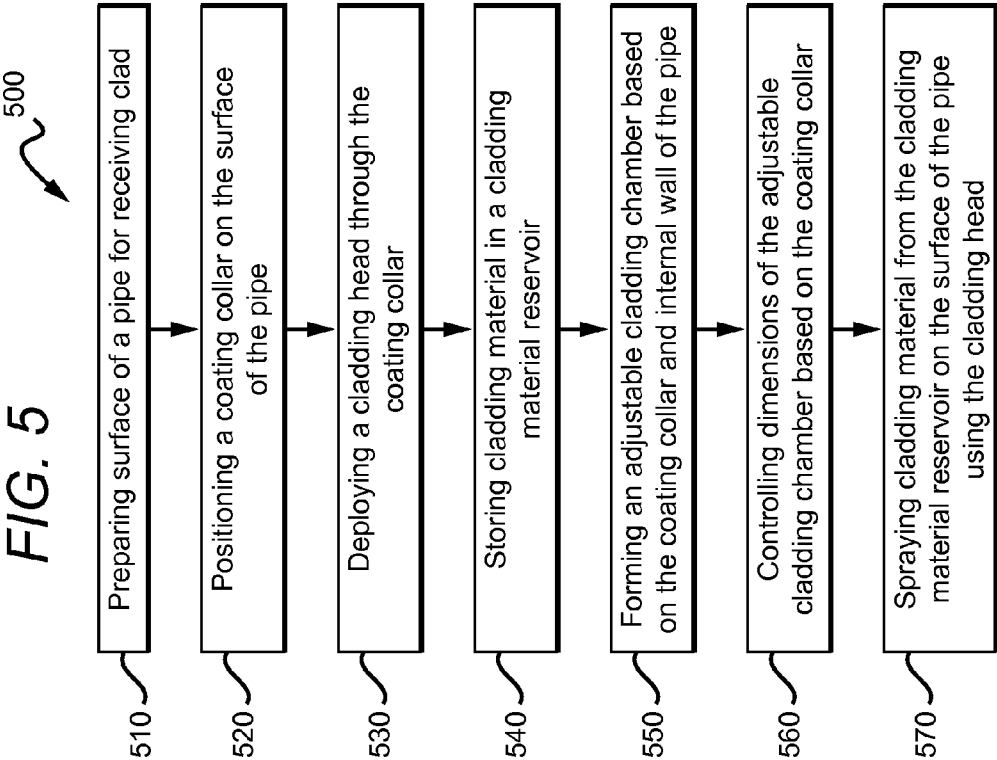 FIG. 5
500
510
Preparing surface of a pipe for receiving clad
520
Positioning a coating collar on the surface
of the pipe
530
Deploying a cladding head through the
coating collar
540
Storing cladding material in a cladding
material reservoir
550
Forming an adjustable cladding chamber based
on the coating collar and internal wall of the pipe
560
Controlling dimensions of the adjustable
cladding chamber based on the coating collar
570
Spraying cladding material from the cladding
material reservoir on the surface of the pipe
using the cladding head